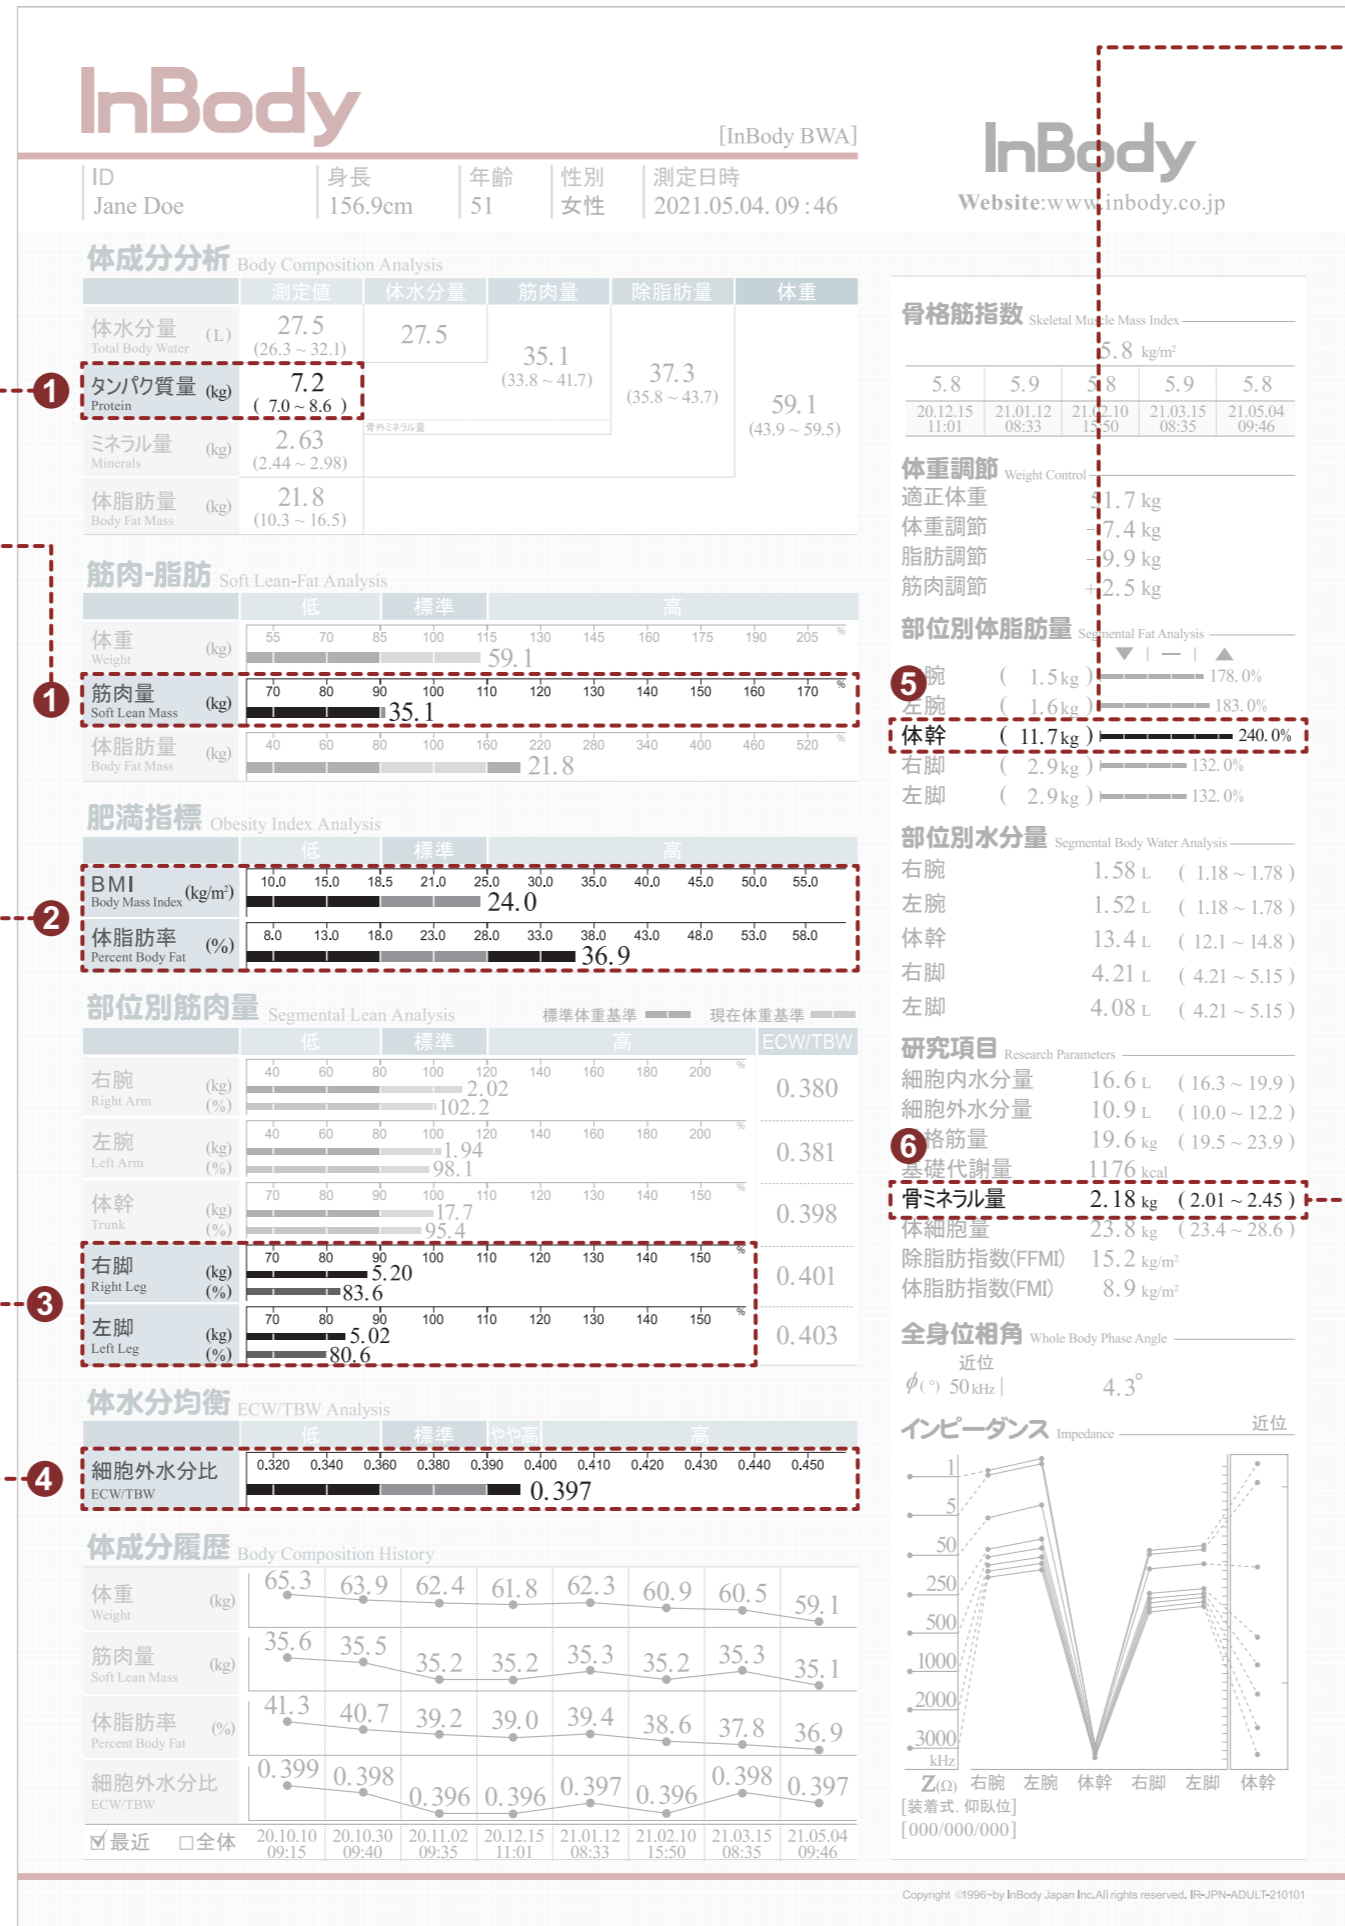 InBody
[InBody BWA]
ID 身長 年齢 性別 測定日時
Jane Doe 156.9cm 51 女性 2021.05.04. 09 : 46
体成分分析 Body Composition Analysis
測定値 体水分量 筋肉量 除脂肪量 体重
体水分量 (L) 27.5 27.5
Total Body Water (26.3 ~ 32.1)
35.1
(33.8 ~ 41.7)
37.3
(35.8 ~ 43.7)
59.1
(43.9 ~ 59.5)
1 タンパク質量 (kg) 7.2
Protein ( 7.0 ~ 8.6 )
骨外ミネラル量
ミネラル量 (kg) 2.63
Minerals (2.44 ~ 2.98)
体脂肪量 (kg) 21.8
Body Fat Mass (10.3 ~ 16.5)
筋肉-脂肪 Soft Lean-Fat Analysis
低 標準 高
体重 (kg) 55 70 85 100 115 130 145 160 175 190 205 %
Weight 59.1
1 筋肉量 (kg) 70 80 90 100 110 120 130 140 150 160 170 %
Soft Lean Mass 35.1
体脂肪量 (kg) 40 60 80 100 160 220 280 340 400 460 520 %
Body Fat Mass 21.8
肥満指標 Obesity Index Analysis
低 標準 高
2 BMI (kg/m²) 10.0 15.0 18.5 21.0 25.0 30.0 35.0 40.0 45.0 50.0 55.0
Body Mass Index 24.0
体脂肪率 (%) 8.0 13.0 18.0 23.0 28.0 33.0 38.0 43.0 48.0 53.0 58.0
Percent Body Fat 36.9
部位別筋肉量 Segmental Lean Analysis 標準体重基準 現在体重基準
低 標準 高 ECW/TBW
右腕 (kg) 40 60 80 100 120 140 160 180 200 %
Right Arm (%) 2.02 0.380
102.2
左腕 (kg) 40 60 80 100 120 140 160 180 200 %
Left Arm (%) 1.94 0.381
98.1
体幹 (kg) 70 80 90 100 110 120 130 140 150 %
Trunk (%) 17.7 0.398
95.4
3 右脚 (kg) 70 80 90 100 110 120 130 140 150 %
Right Leg (%) 5.20 0.401
83.6
左脚 (kg) 70 80 90 100 110 120 130 140 150 %
Left Leg (%) 5.02 0.403
80.6
体水分均衡 ECW/TBW Analysis
低 標準 やや高 高
4 細胞外水分比 0.320 0.340 0.360 0.380 0.390 0.400 0.410 0.420 0.430 0.440 0.450
ECW/TBW 0.397
体成分履歴 Body Composition History
体重 (kg) 65.3 63.9 62.4 61.8 62.3 60.9 60.5 59.1
Weight
筋肉量 (kg) 35.6 35.5 35.2 35.2 35.3 35.2 35.3 35.1
Soft Lean Mass
体脂肪率 (%) 41.3 40.7 39.2 39.0 39.4 38.6 37.8 36.9
Percent Body Fat
細胞外水分比 0.399 0.398 0.396 0.396 0.397 0.396 0.398 0.397
ECW/TBW
☑最近 □全体 20.10.10 20.10.30 20.11.02 20.12.15 21.01.12 21.02.10 21.03.15 21.05.04
09:15 09:40 09:35 11:01 08:33 15:50 08:35 09:46
InBody
Website:www.inbody.co.jp
骨格筋指数 Skeletal Muscle Mass Index
5.8 kg/m²
5.8 5.9 5.8 5.9 5.8
20.12.15 21.01.12 21.02.10 21.03.15 21.05.04
11:01 08:33 15:50 08:35 09:46
体重調節 Weight Control
適正体重 51.7 kg
体重調節 -7.4 kg
脂肪調節 -9.9 kg
筋肉調節 +2.5 kg
部位別体脂肪量 Segmental Fat Analysis
▼ | — | ▲
5 腕 ( 1.5 kg ) 178.0%
左腕 ( 1.6 kg ) 183.0%
体幹 ( 11.7 kg ) 240.0%
右脚 ( 2.9 kg ) 132.0%
左脚 ( 2.9 kg ) 132.0%
部位別水分量 Segmental Body Water Analysis
右腕 1.58 L ( 1.18 ~ 1.78 )
左腕 1.52 L ( 1.18 ~ 1.78 )
体幹 13.4 L ( 12.1 ~ 14.8 )
右脚 4.21 L ( 4.21 ~ 5.15 )
左脚 4.08 L ( 4.21 ~ 5.15 )
研究項目 Research Parameters
細胞内水分量 16.6 L ( 16.3 ~ 19.9 )
細胞外水分量 10.9 L ( 10.0 ~ 12.2 )
6 格筋量 19.6 kg ( 19.5 ~ 23.9 )
基礎代謝量 1176 kcal
骨ミネラル量 2.18 kg ( 2.01 ~ 2.45 )
体細胞量 23.8 kg ( 23.4 ~ 28.6 )
除脂肪指数(FFMI) 15.2 kg/m²
体脂肪指数(FMI) 8.9 kg/m²
全身位相角 Whole Body Phase Angle
近位
φ(°) 50 kHz | 4.3°
インピーダンス Impedance 近位
1
5
50
250
500
1000
2000
3000
kHz
Z(Ω) 右腕 左腕 体幹 右脚 左脚 体幹
[装着式, 仰臥位]
[000/000/000]
Copyright ©1996~by InBody Japan Inc. All rights reserved. IR-JPN-ADULT-210101